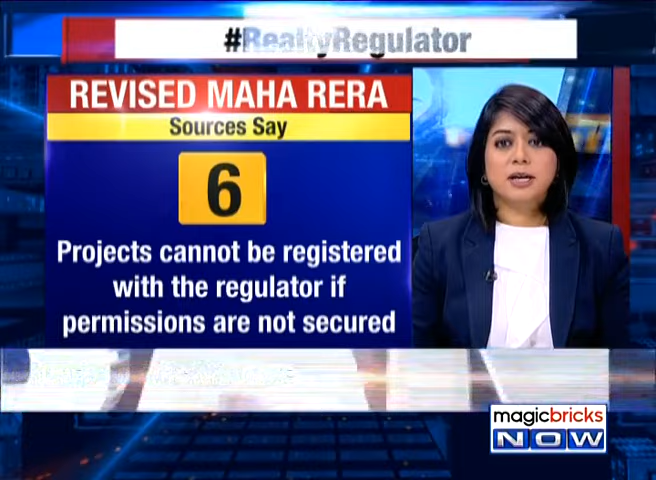 #RealtyRegulator
REVISED MAHA RERA
Sources Say
6
Projects cannot be registered
with the regulator if
permissions are not secured
magicbricks
NOW